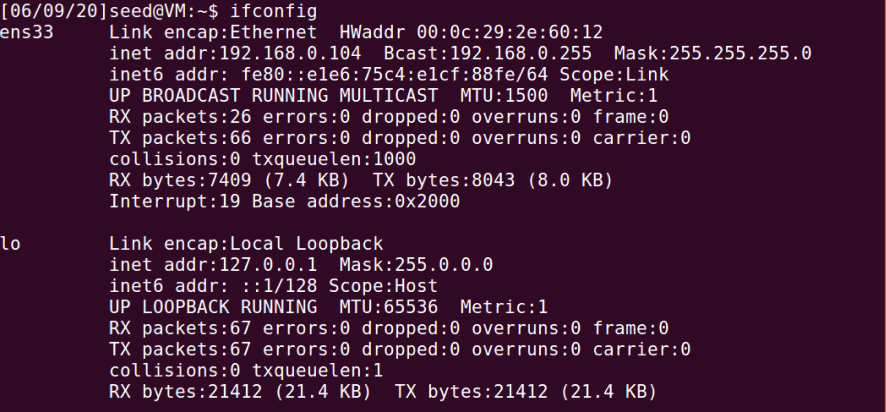 [06/09/20]seed@VM:~$ ifconfig
ens33     Link encap:Ethernet  HWaddr 00:0c:29:2e:60:12
          inet addr:192.168.0.104  Bcast:192.168.0.255  Mask:255.255.255.0
          inet6 addr: fe80::e1e6:75c4:e1cf:88fe/64 Scope:Link
          UP BROADCAST RUNNING MULTICAST  MTU:1500  Metric:1
          RX packets:26 errors:0 dropped:0 overruns:0 frame:0
          TX packets:66 errors:0 dropped:0 overruns:0 carrier:0
          collisions:0 txqueuelen:1000
          RX bytes:7409 (7.4 KB)  TX bytes:8043 (8.0 KB)
          Interrupt:19 Base address:0x2000
lo        Link encap:Local Loopback
          inet addr:127.0.0.1  Mask:255.0.0.0
          inet6 addr: ::1/128 Scope:Host
          UP LOOPBACK RUNNING  MTU:65536  Metric:1
          RX packets:67 errors:0 dropped:0 overruns:0 frame:0
          TX packets:67 errors:0 dropped:0 overruns:0 carrier:0
          collisions:0 txqueuelen:1
          RX bytes:21412 (21.4 KB)  TX bytes:21412 (21.4 KB)